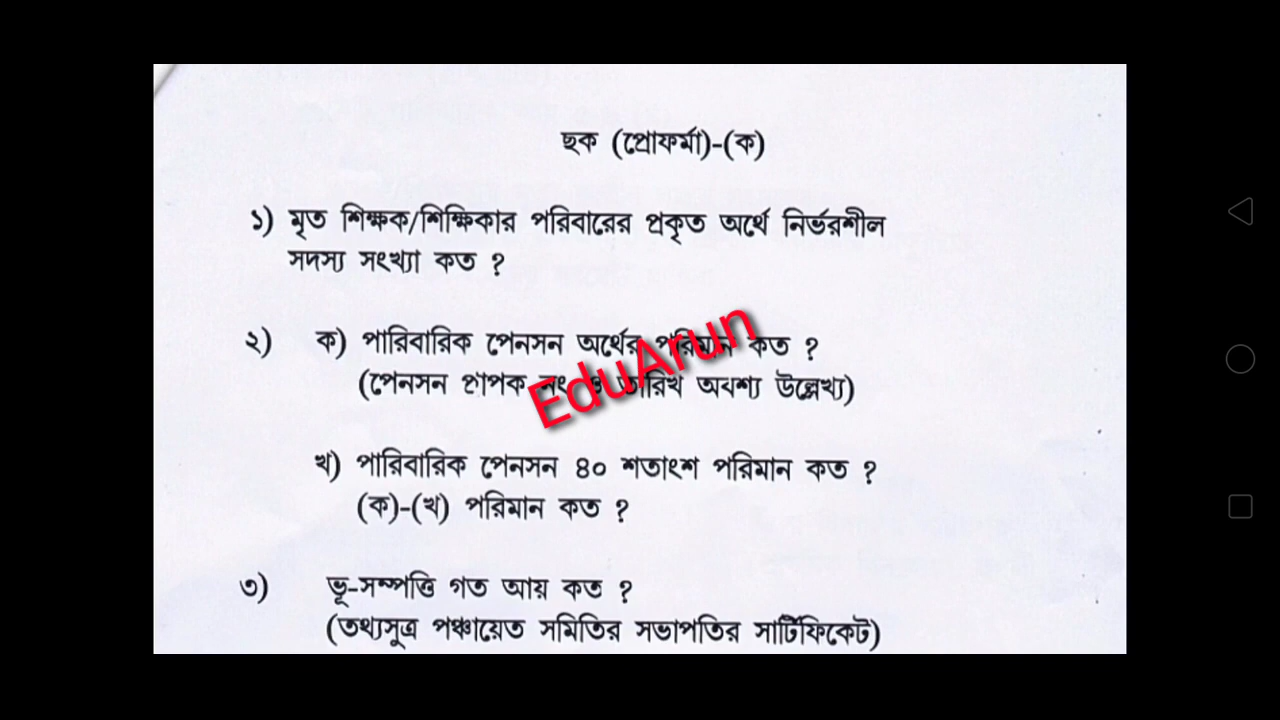 ছক (প্রোফর্মা)-(ক)
১) মৃত শিক্ষক/শিক্ষিকার পরিবারের প্রকৃত অর্থে নির্ভরশীল
সদস্য সংখ্যা কত ?
২) ক) পারিবারিক পেনসন অর্থের পরিমান কত ?
(পেনসন প্রাপক নং ও তারিখ অবশ্য উল্লেখ্য)
EduArun
খ) পারিবারিক পেনসন ৪০ শতাংশ পরিমান কত ?
(ক)-(খ) পরিমান কত ?
৩) ভূ-সম্পত্তি গত আয় কত ?
(তথ্যসুত্র পঞ্চায়েত সমিতির সভাপতির সার্টিফিকেট)